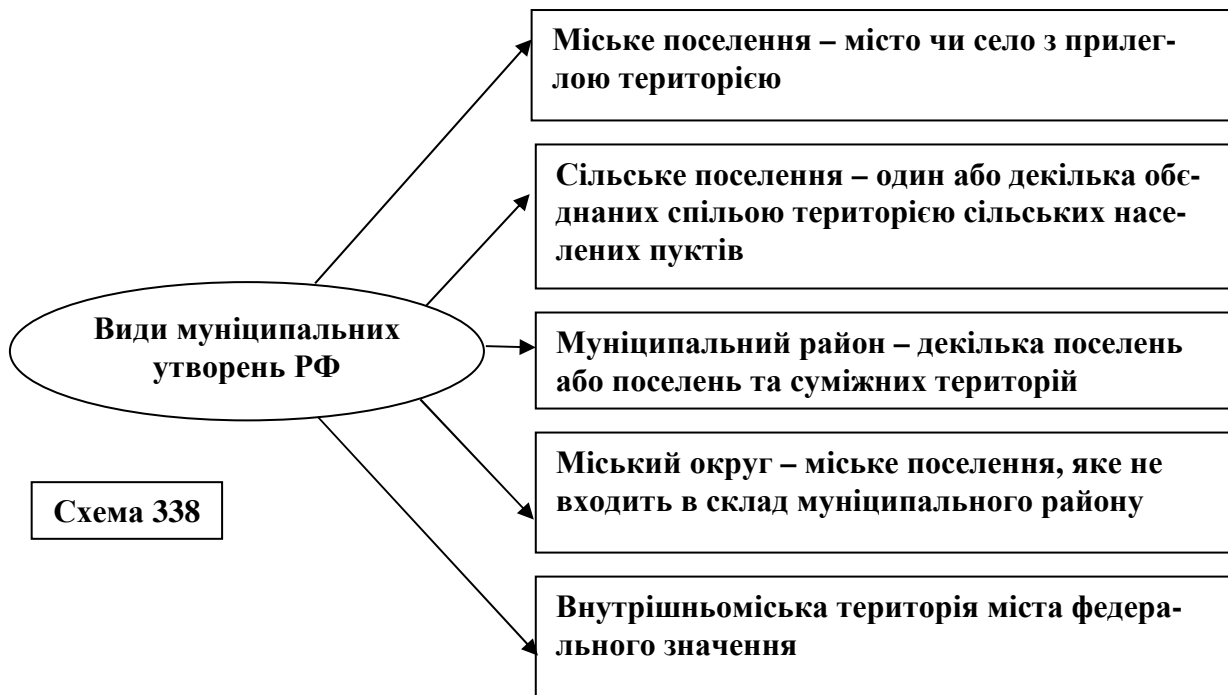 Міське поселення – місто чи село з прилег-
лою територією
Сільське поселення – один або декілька обє-
днаних спільою територією сільських насе-
лених пуктів
Види муніципальних
утворень РФ
Муніципальний район – декілька поселень
або поселень та суміжних територій
Міський округ – міське поселення, яке не
входить в склад муніципального району
Схема 338
Внутрішньоміська територія міста федера-
льного значення